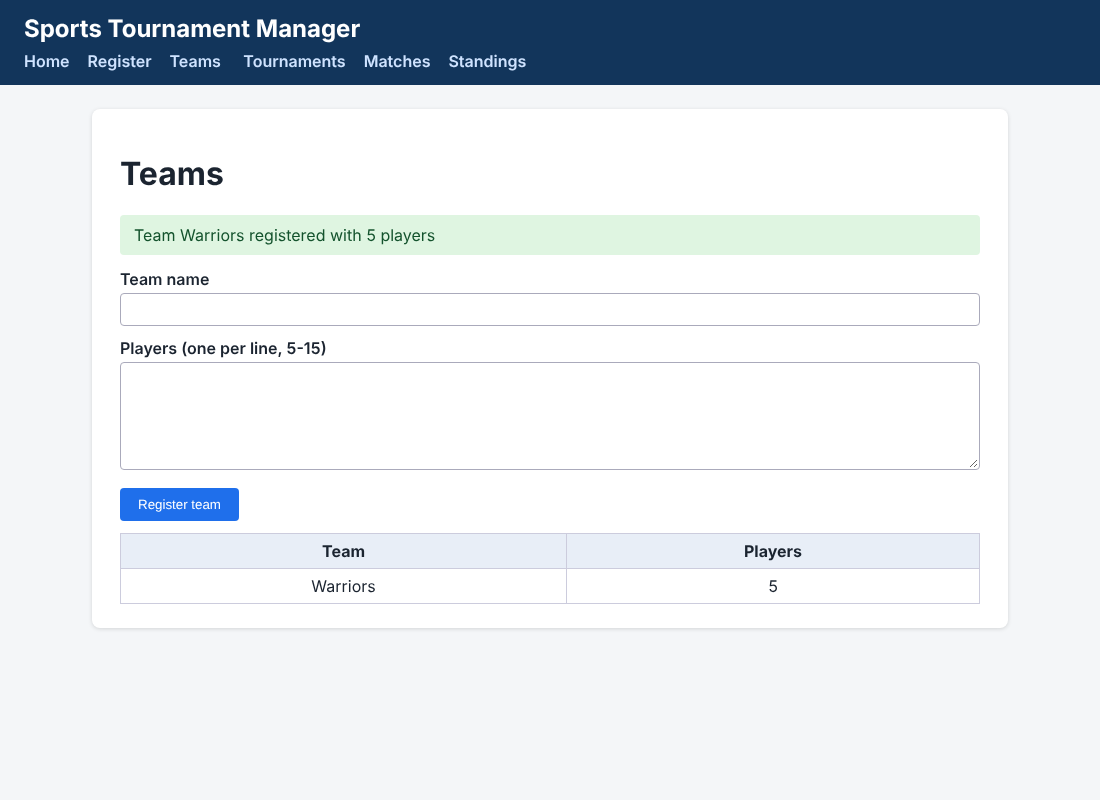 Sports Tournament Manager
Home Register Teams Tournaments Matches Standings
Teams
Team Warriors registered with 5 players
Team name
Players (one per line, 5-15)
Register team
Team Players
Warriors 5